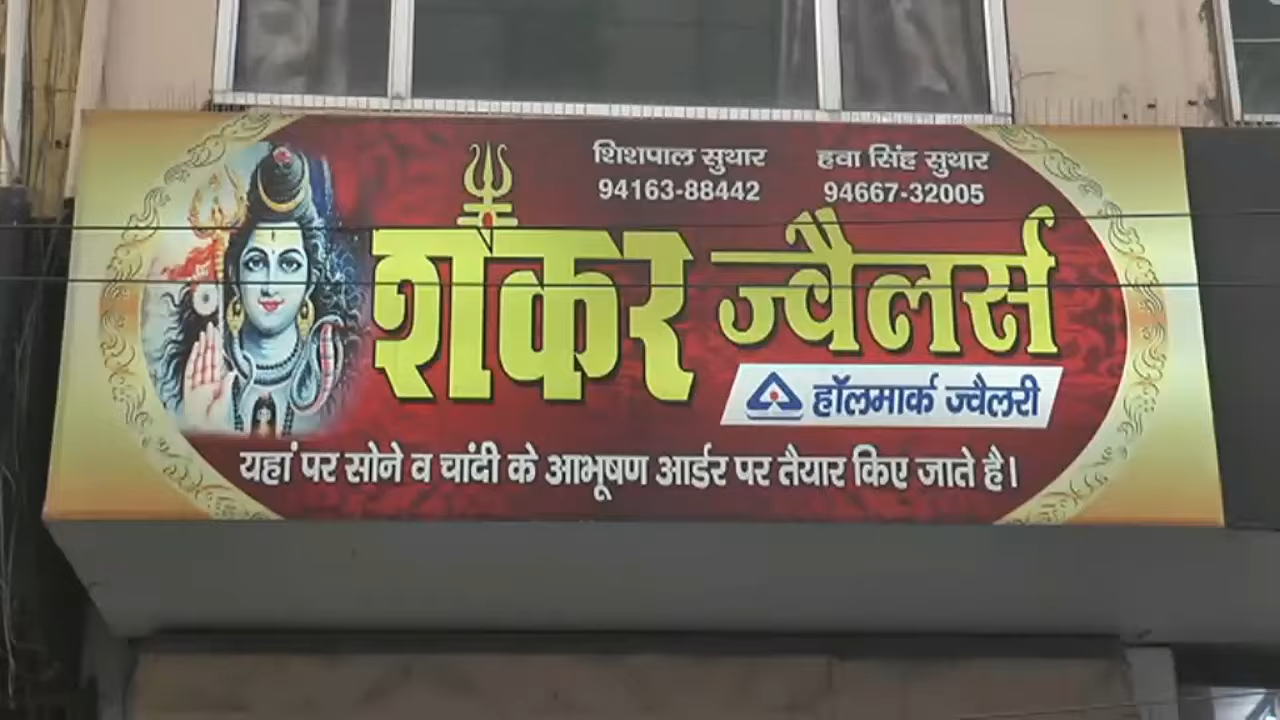 शिशपाल सुथार हवा सिंह सुथार
94163-88442 94667-32005
शंकर ज्वैलर्स
हॉलमार्क ज्वैलरी
यहां पर सोने व चांदी के आभूषण आर्डर पर तैयार किए जाते है।